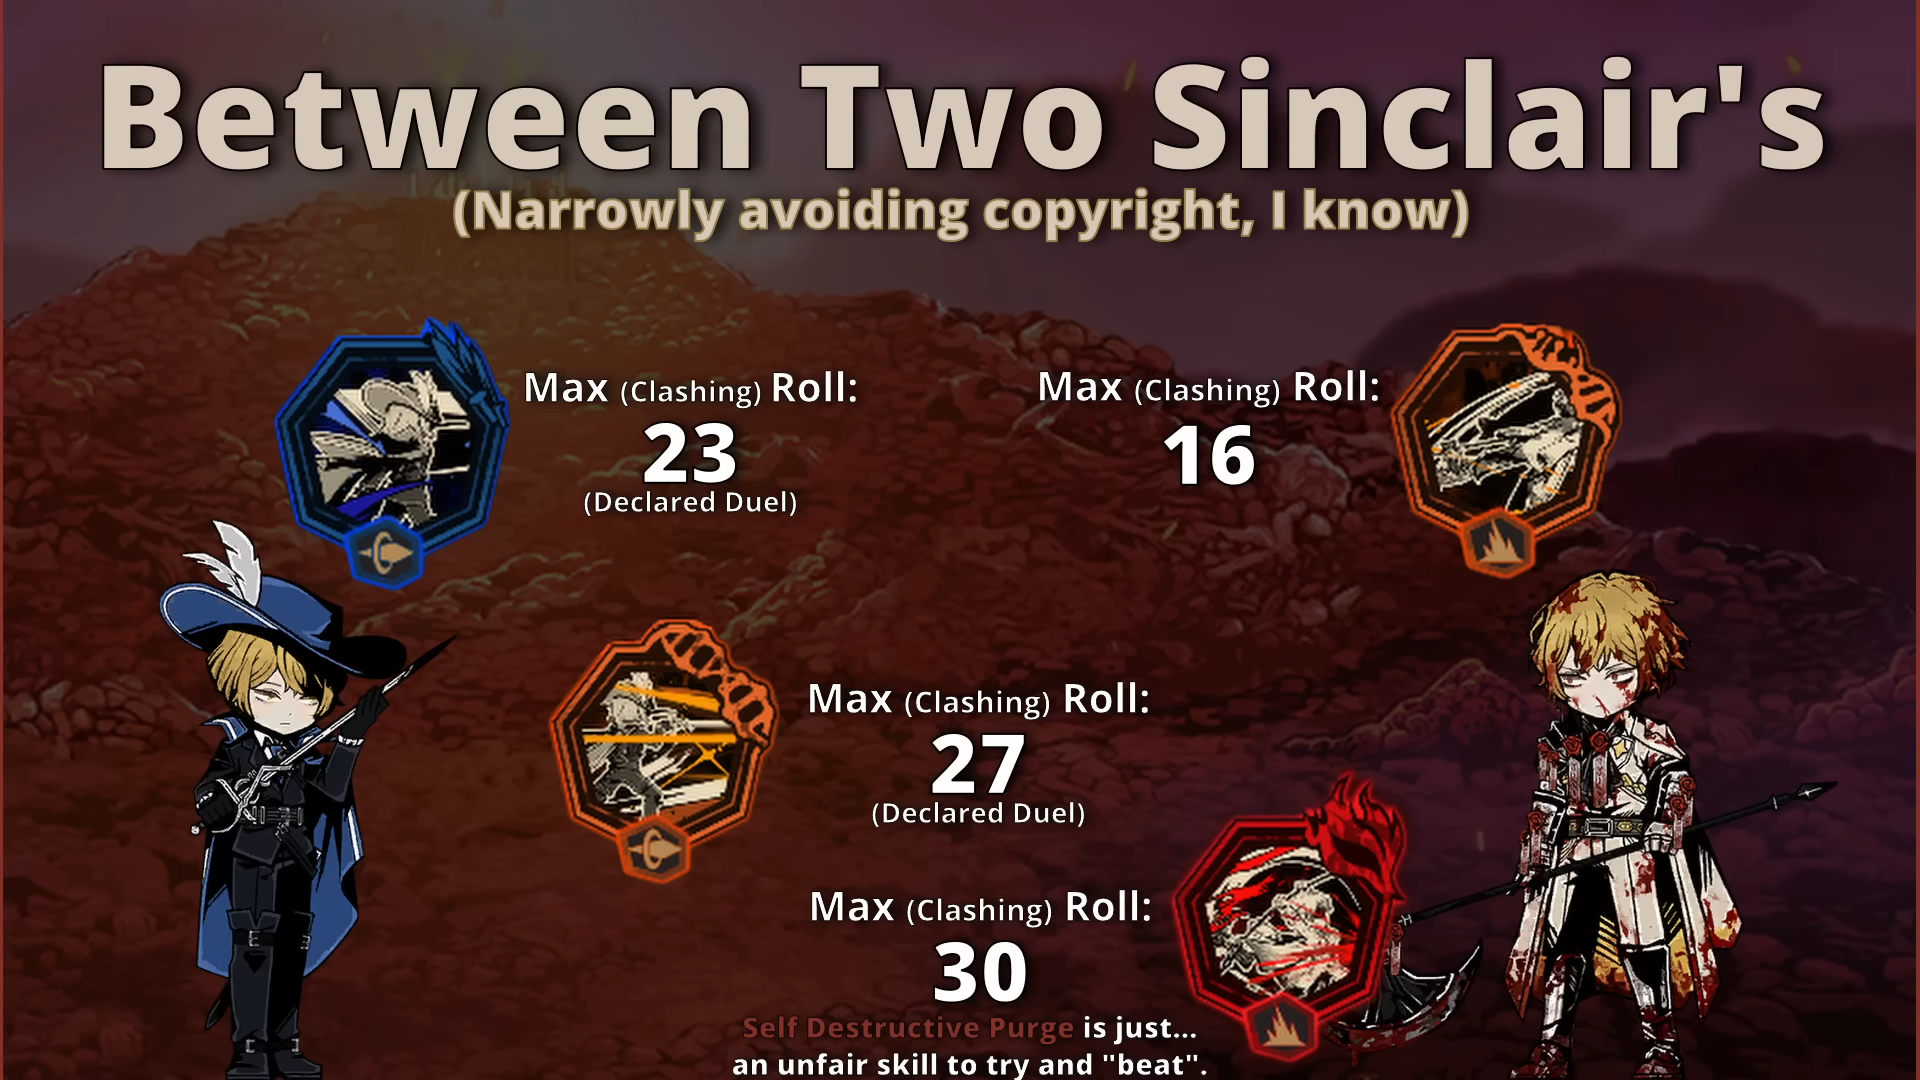 Between Two Sinclair's
(Narrowly avoiding copyright, I know)
Max (Clashing) Roll:
23
(Declared Duel)
Max (Clashing) Roll:
16
Max (Clashing) Roll:
27
(Declared Duel)
Max (Clashing) Roll:
30
Self Destructive Purge is just...
an unfair skill to try and "beat".